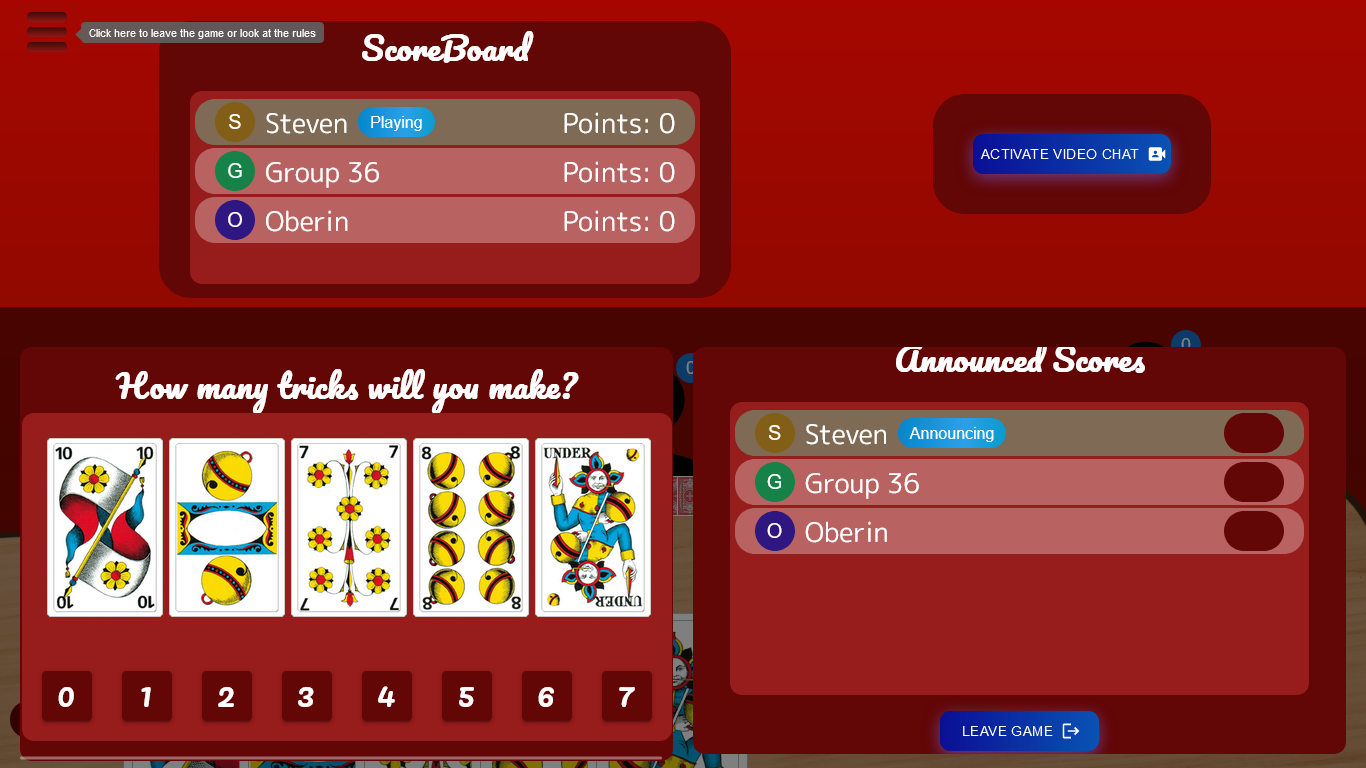 Click here to leave the game or look at the rules
ScoreBoard
S Steven Playing Points: 0
G Group 36 Points: 0
O Oberin Points: 0
ACTIVATE VIDEO CHAT
0
How many tricks will you make?
10 10
10 10
7 7
7 7
8 8
8 8
UNDER
UNDER
0 1 2 3 4 5 6 7
0
Announced Scores
S Steven Announcing
G Group 36
O Oberin
LEAVE GAME